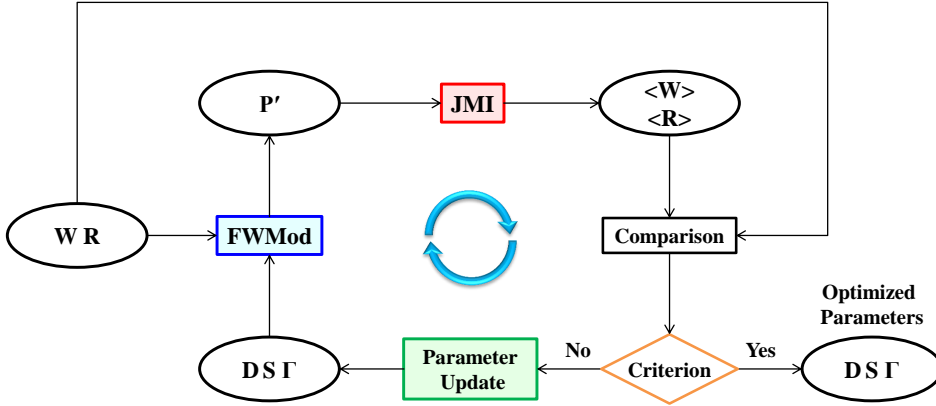 P′
JMI
<W>
<R>
W R
FWMod
Comparison
Optimized
Parameters
D S Γ
Parameter
Update
No
Criterion
Yes
D S Γ